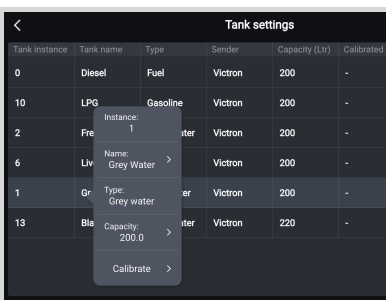 Tank settings
Tank instance Tank name Type Sender Capacity (Ltr) Calibrated
0 Diesel Fuel Victron 200 -
10 LPG Gasoline Victron 200 -
Instance:
1
2 Fre ater Victron 200 -
Name:
Grey Water
6 Liv Victron 200 -
Type:
Grey water
1 Gr ter Victron 200 -
Capacity:
200.0
13 Bla ater Victron 220 -
Calibrate